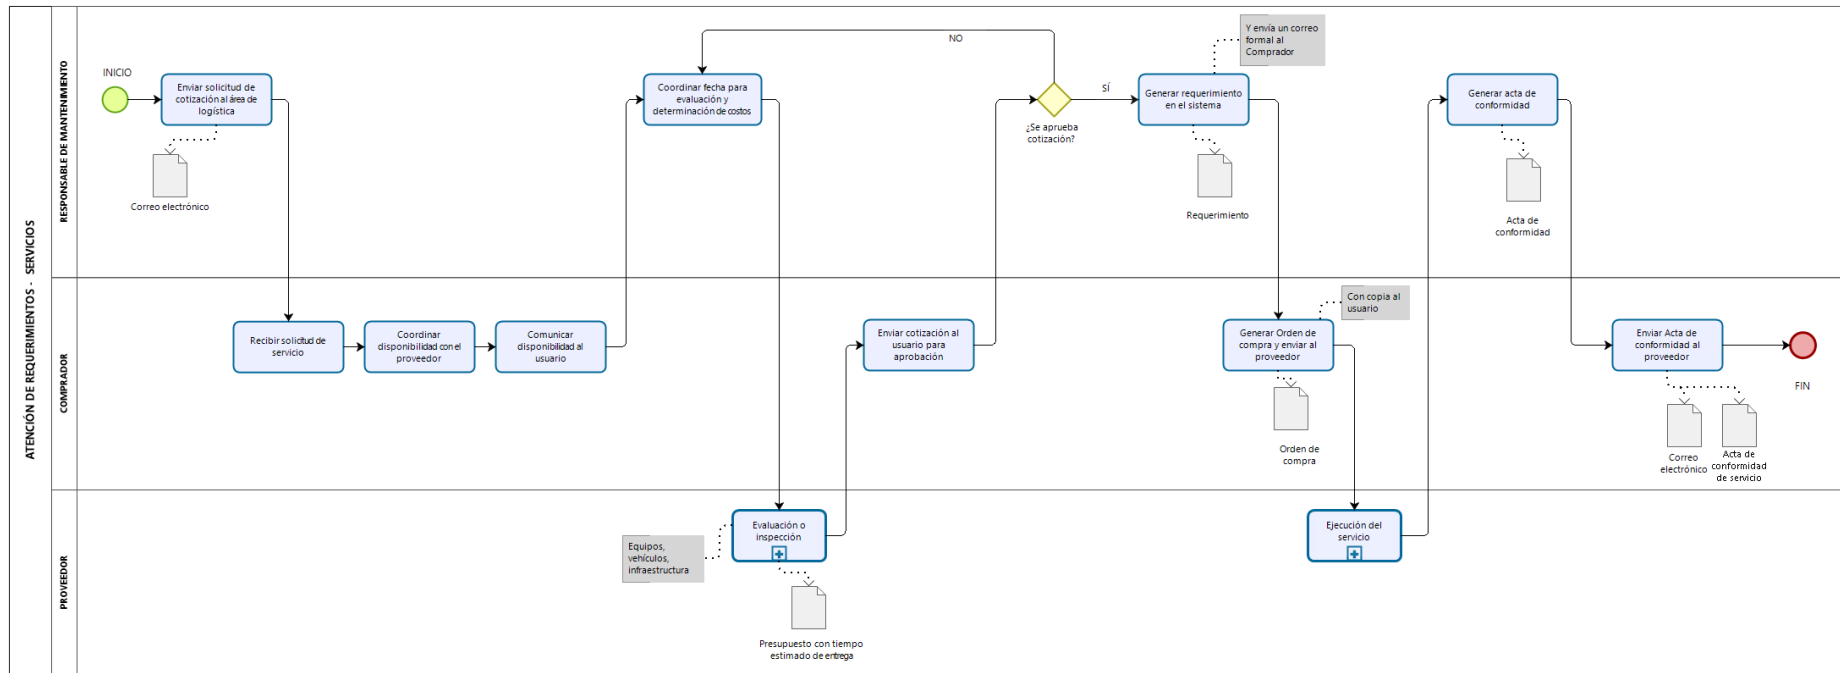 ATENCIÓN DE REQUERIMIENTOS - SERVICIOS
RESPONSABLE DE MANTENIMIENTO
INICIO
Enviar solicitud de
cotización al área de
logística
Correo electrónico
Coordinar fecha para
evaluación y
determinación de costos
NO
¿Se aprueba
cotización?
SÍ
Y envía un correo
formal al
Comprador
Generar requerimiento
en el sistema
Requerimiento
Generar acta de
conformidad
Acta de
conformidad
COMPRADOR
Recibir solicitud de
servicio
Coordinar
disponibilidad con el
proveedor
Comunicar
disponibilidad al
usuario
Enviar cotización al
usuario para
aprobación
Con copia al
usuario
Generar Orden de
compra y enviar al
proveedor
Orden de
compra
Enviar Acta de
conformidad al
proveedor
Correo
electrónico
Acta de
conformidad
de servicio
FIN
PROVEEDOR
Equipos,
vehículos,
infraestructura
Evaluación o
inspección
Presupuesto con tiempo
estimado de entrega
Ejecución del
servicio